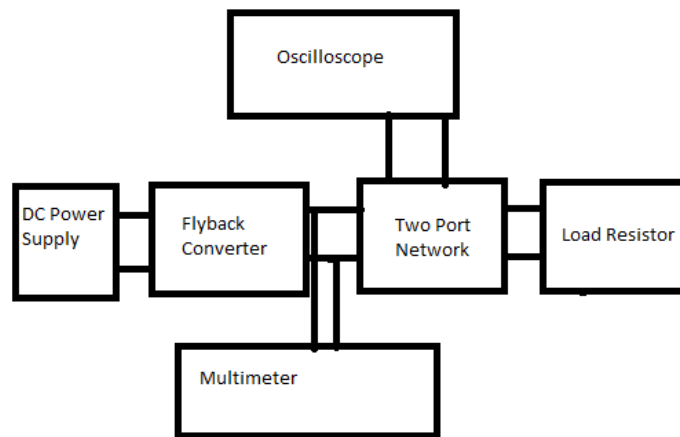 Oscilloscope
DC Power
Supply
Flyback
Converter
Two Port
Network
Load Resistor
Multimeter